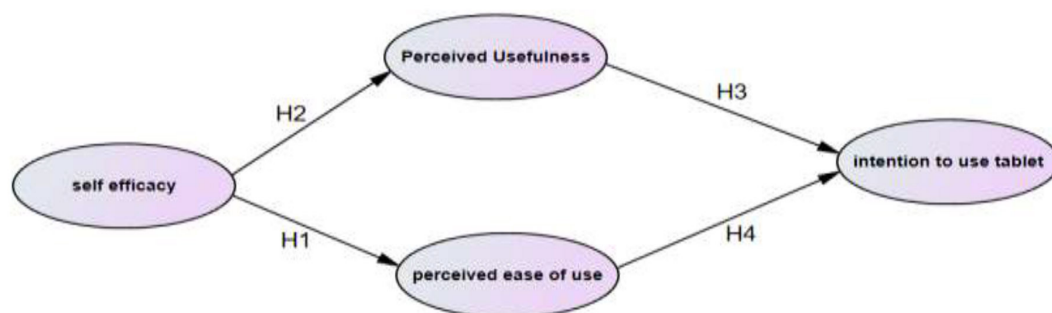 Perceived Usefulness
H2
H3
self efficacy
intention to use tablet
H1
H4
perceived ease of use